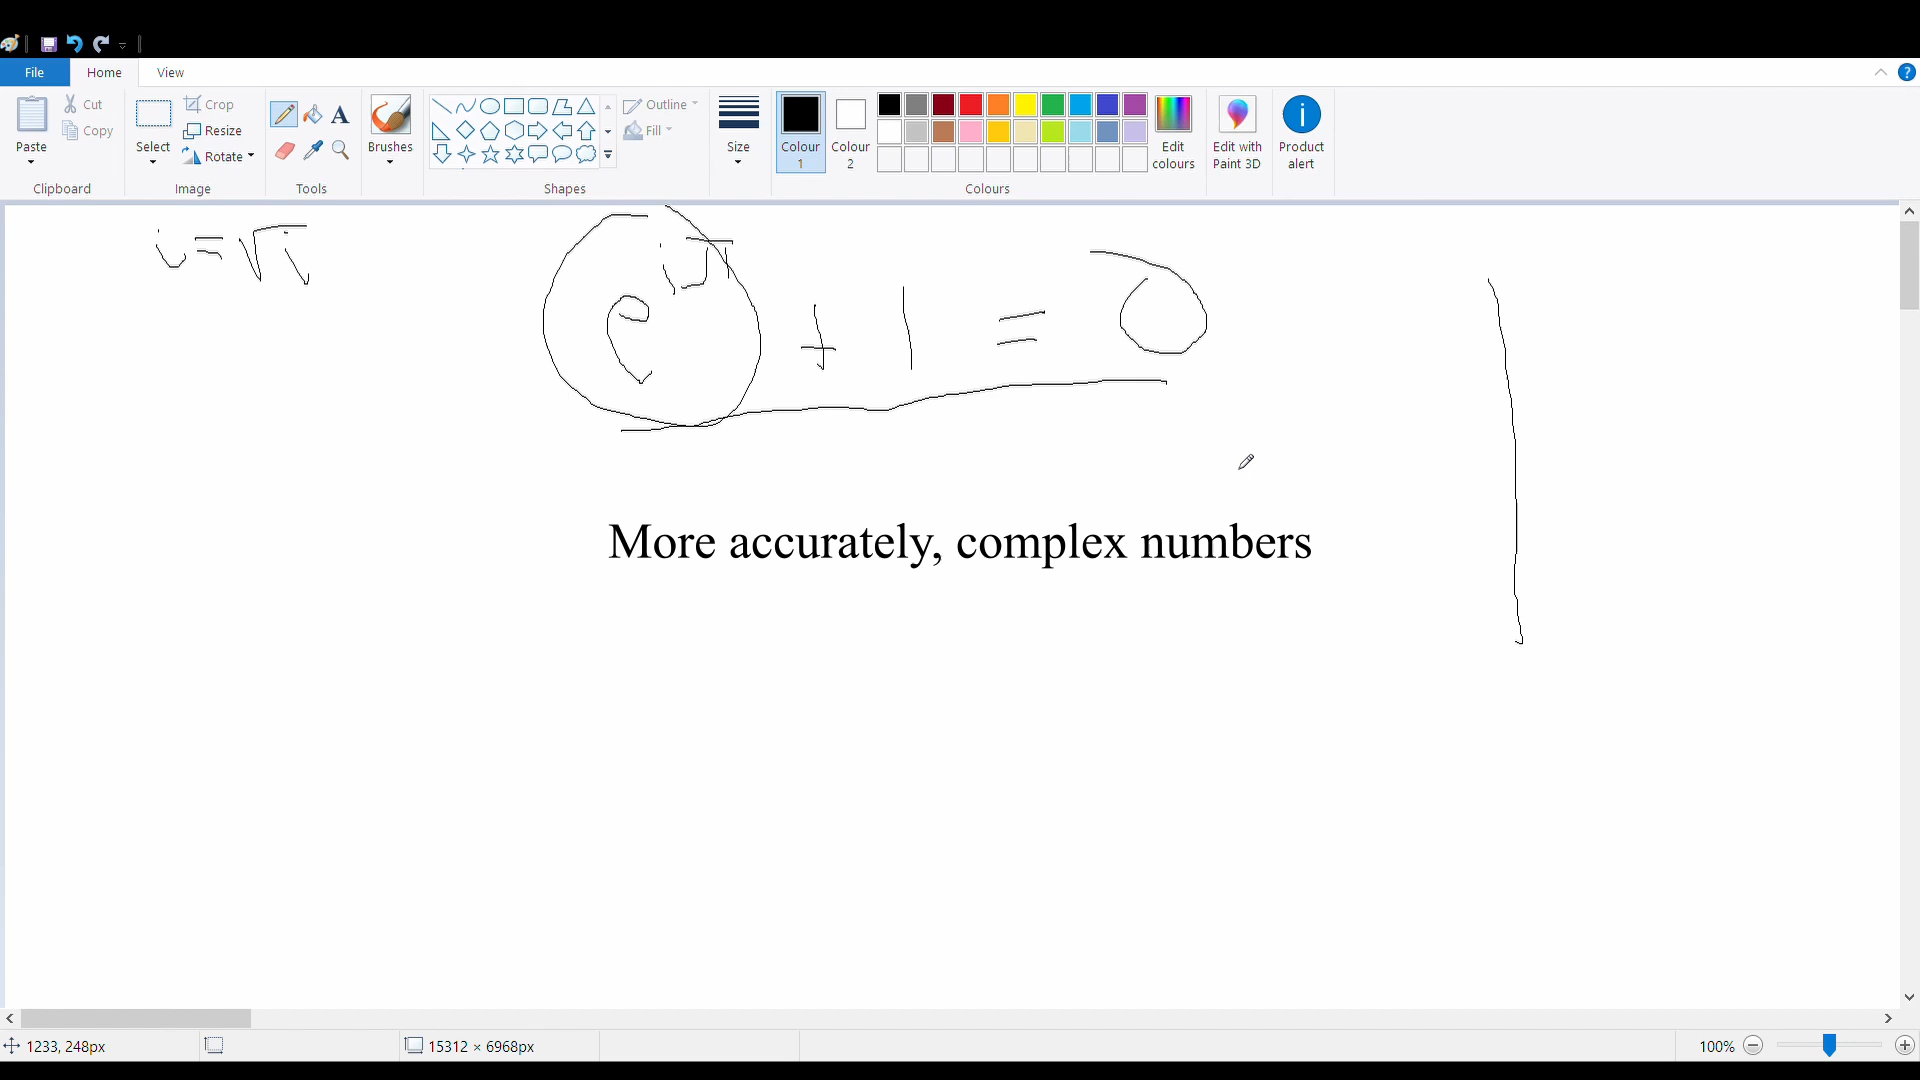 File Home View
Paste
Cut
Copy
Clipboard
Select
Crop
Resize
Rotate
Image
A
Tools
Brushes
Outline
Fill
Shapes
Size
Colour 1
Colour 2
Colours
Edit colours
Edit with Paint 3D
Product alert
i=√i
e^iπ + 1 = 0
More accurately, complex numbers
1233, 248px
15312 × 6968px
100%